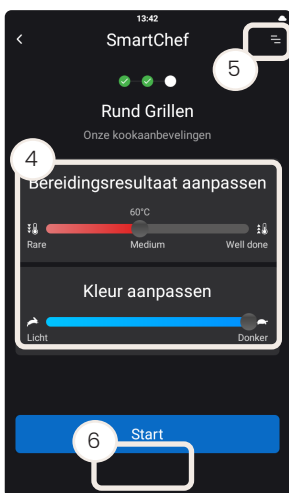 13:42
SmartChef
5
Rund Grillen
Onze kookaanbevelingen
4
Bereidingsresultaat aanpassen
60°C
Rare Medium Well done
Kleur aanpassen
Licht Donker
6 Start